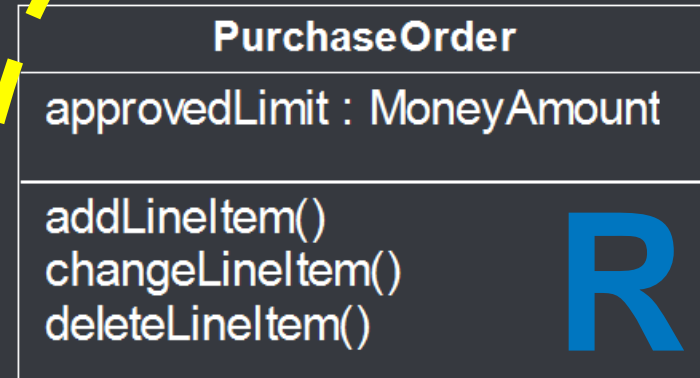 PurchaseOrder
approvedLimit : MoneyAmount
addLineItem()
changeLineItem()
deleteLineItem()
R